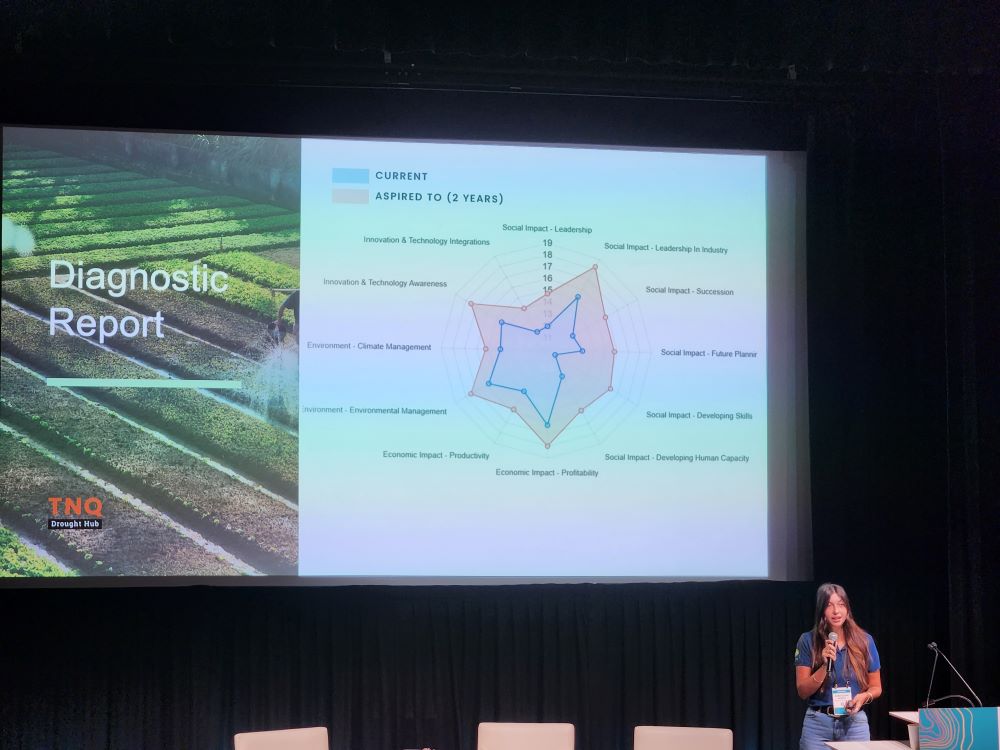 Diagnostic
Report
TNQ
Drought Hub
CURRENT
ASPIRED TO (2 YEARS)
Social Impact - Leadership
Social Impact - Leadership In Industry
Social Impact - Succession
Social Impact - Future Plannir
Social Impact - Developing Skills
Social Impact - Developing Human Capacity
Economic Impact - Profitability
Economic Impact - Productivity
nvironment - Environmental Management
Environment - Climate Management
Innovation & Technology Awareness
Innovation & Technology Integrations
19
18
17
16
15
14
13
11